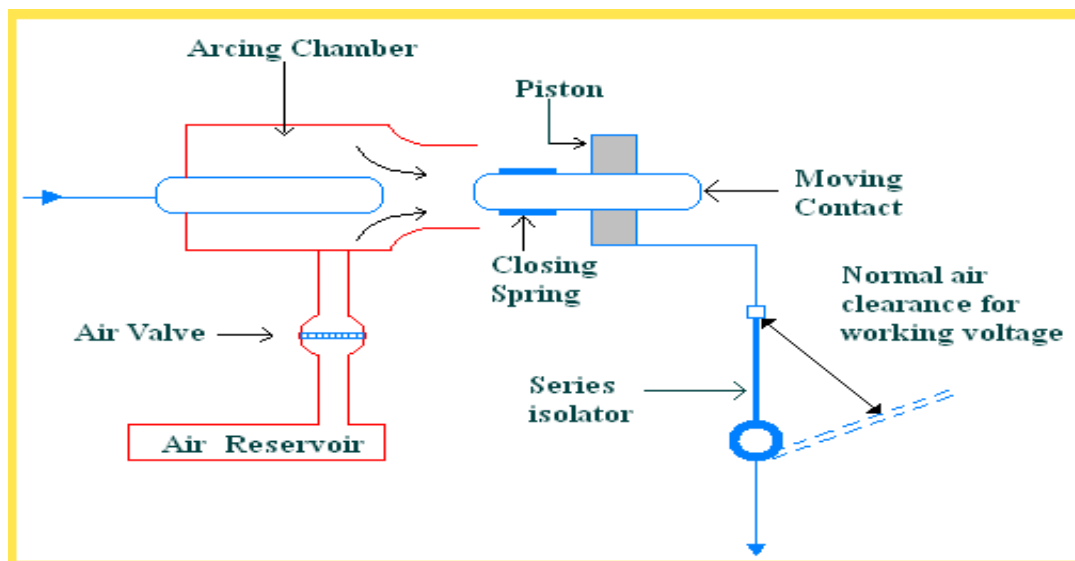 Arcing Chamber
Piston
Moving
Contact
Closing
Spring
Normal air
clearance for
working voltage
Air Valve
Series
isolator
Air Reservoir